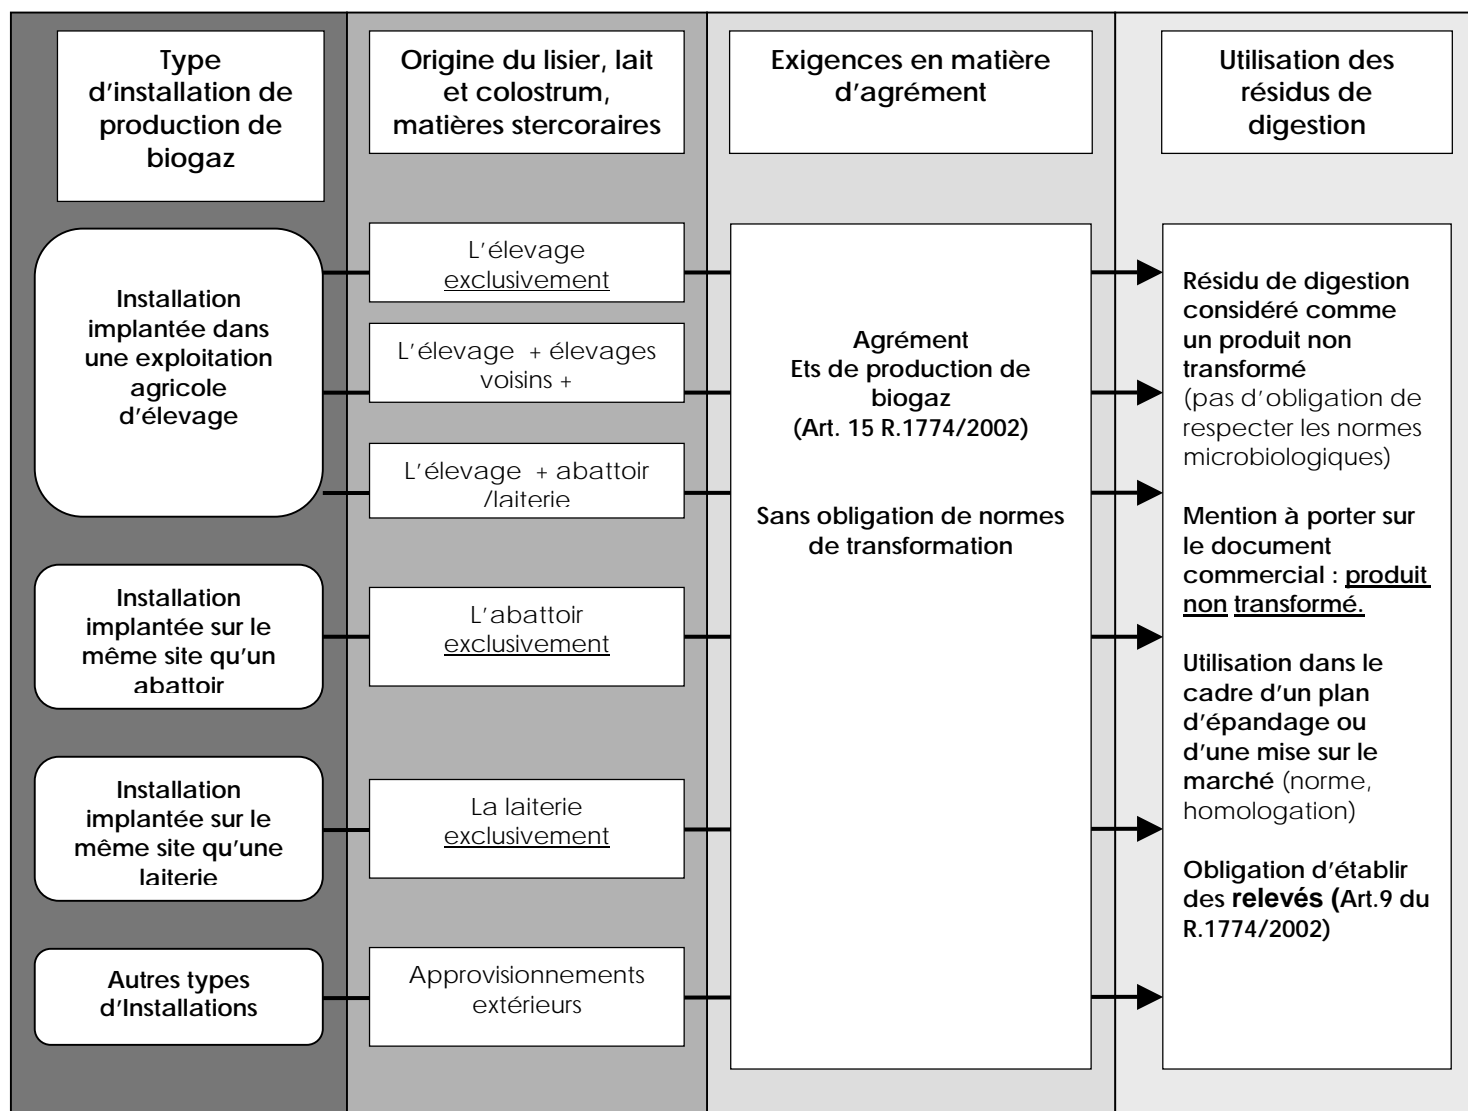 Type
d'installation de
production de
biogaz
Origine du lisier, lait
et colostrum,
matières stercoraires
Exigences en matière
d'agrément
Utilisation des
résidus de
digestion
Installation
implantée dans
une exploitation
agricole
d'élevage
L'élevage
exclusivement
L'élevage + élevages
voisins +
L'élevage + abattoir
/laiterie
Installation
implantée sur le
même site qu'un
abattoir
L'abattoir
exclusivement
Installation
implantée sur le
même site qu'une
laiterie
La laiterie
exclusivement
Autres types
d'Installations
Approvisionnements
extérieurs
Agrément
Ets de production de
biogaz
(Art. 15 R.1774/2002)
Sans obligation de normes
de transformation
Résidu de digestion
considéré comme
un produit non
transformé
(pas d'obligation de
respecter les normes
microbiologiques)
Mention à porter sur
le document
commercial : produit
non transformé.
Utilisation dans le
cadre d'un plan
d'épandage ou
d'une mise sur le
marché (norme,
homologation)
Obligation d'établir
des relevés (Art.9 du
R.1774/2002)